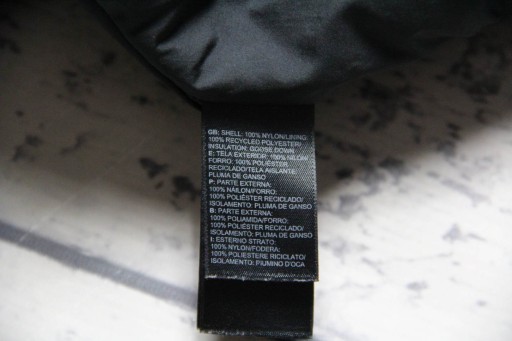 GB: SHELL: 100% NYLON/LINING:
100% RECYCLED POLYESTER/
INSULATION: GOOSE DOWN
E: TELA EXTERIOR: 100% NILÓN/
FORRO: 100% POLIÉSTER
RECICLADO/TELA AISLANTE:
PLUMA DE GANSO
P: PARTE EXTERNA:
100% NÁILON/FORRO:
100% POLIÉSTER RECICLADO/
ISOLAMENTO: PLUMA DE GANSO
B: PARTE EXTERNA:
100% POLIAMIDA/FORRO:
100% POLIÉSTER RECICLADO/
ISOLAMENTO: PLUMA DE GANSO
I: ESTERNO STRATO:
100% NYLON/FODERA:
100% POLIESTERE RICICLATO/
ISOLAMENTO: PIUMINO D'OCA